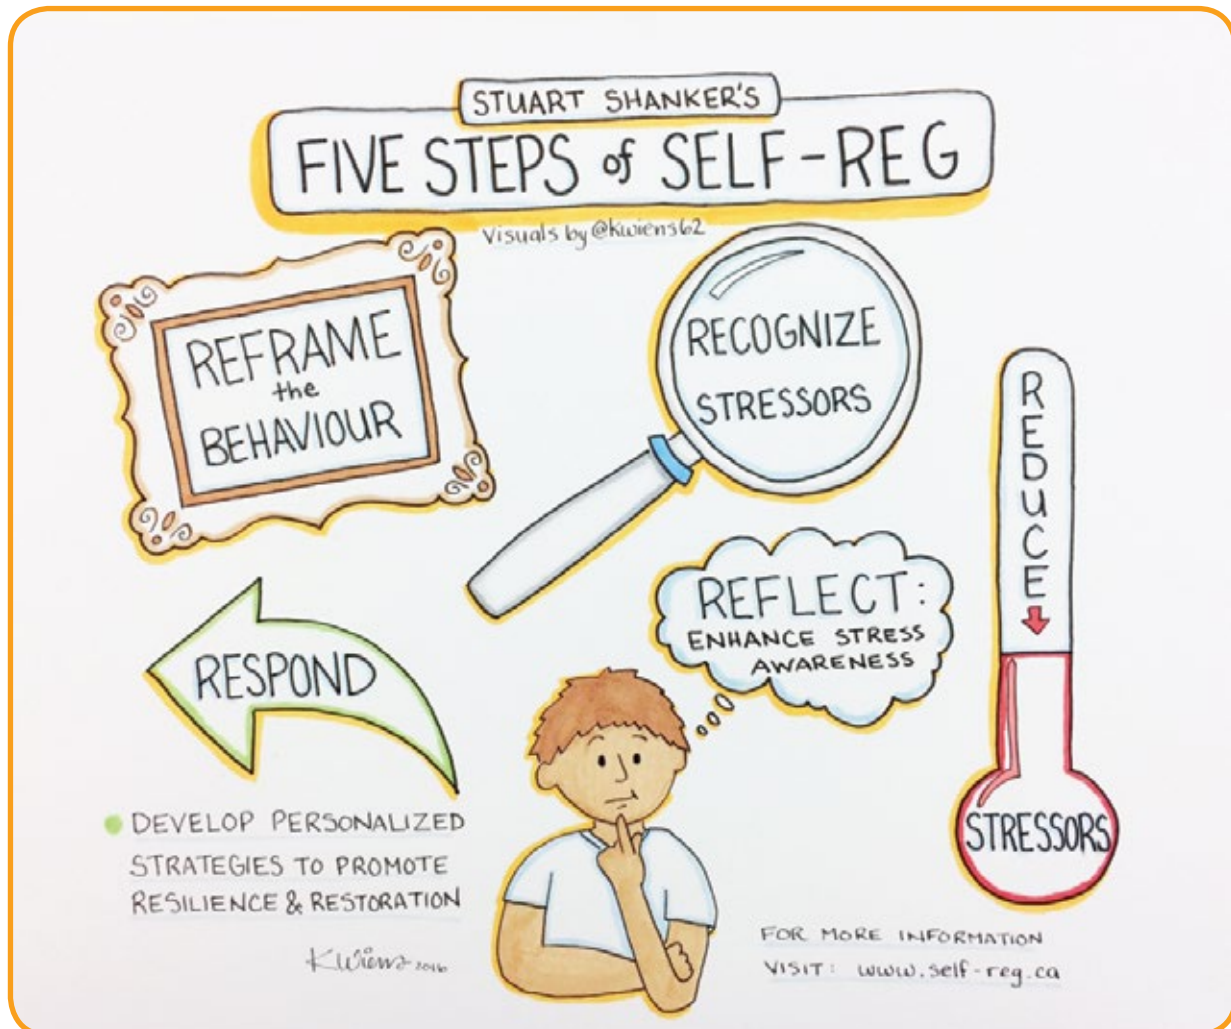 STUART SHANKER'S
FIVE STEPS of SELF-REG
Visuals by @kwiens62
REFRAME
the
BEHAVIOUR
RECOGNIZE
STRESSORS
REDUCE
STRESSORS
REFLECT:
ENHANCE STRESS
AWARENESS
RESPOND
DEVELOP PERSONALIZED
STRATEGIES TO PROMOTE
RESILIENCE & RESTORATION
KWiens 2016
FOR MORE INFORMATION
VISIT: www.self-reg.ca